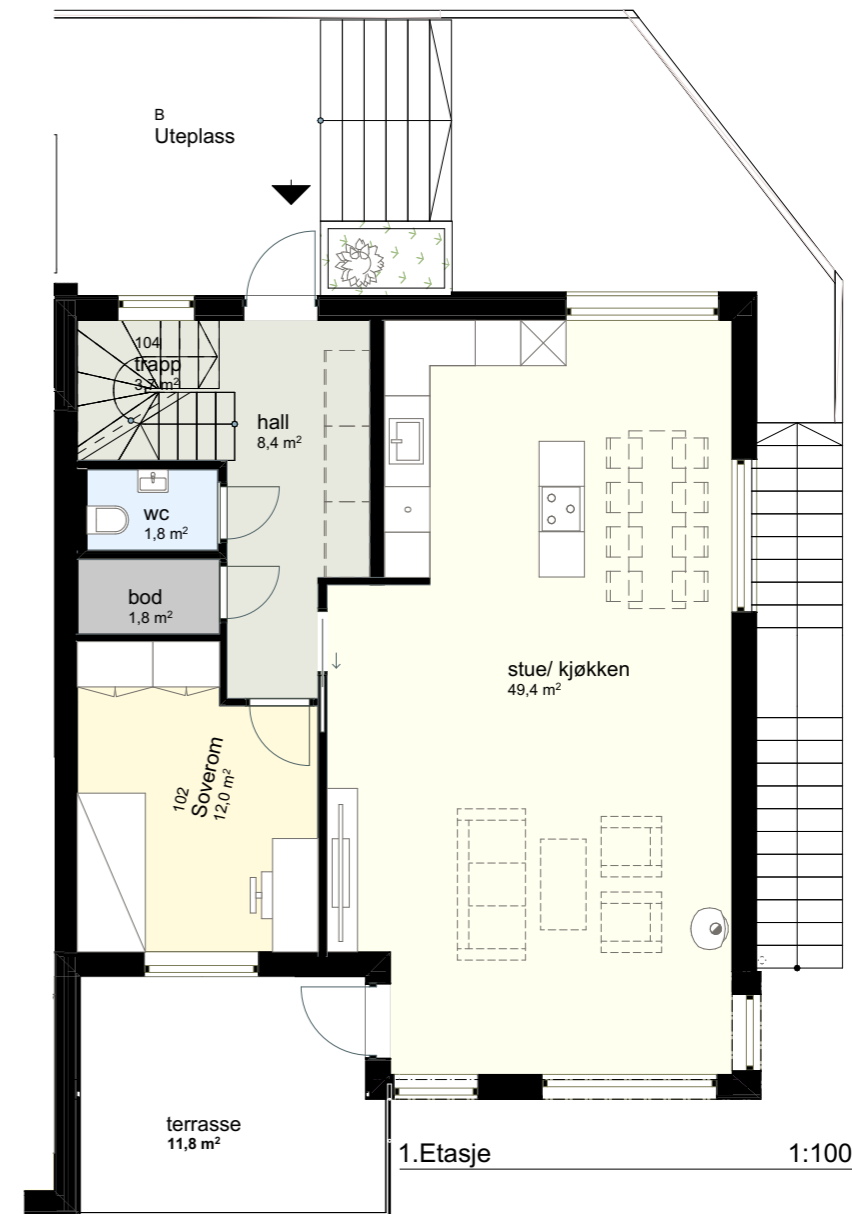 B
Uteplass
104
trapp
3,7 m²
hall
8,4 m²
wc
1,8 m²
bod
1,8 m²
stue/ kjøkken
49,4 m²
102
Soverom
12,0 m²
terrasse
11,8 m²
1.Etasje 1:100